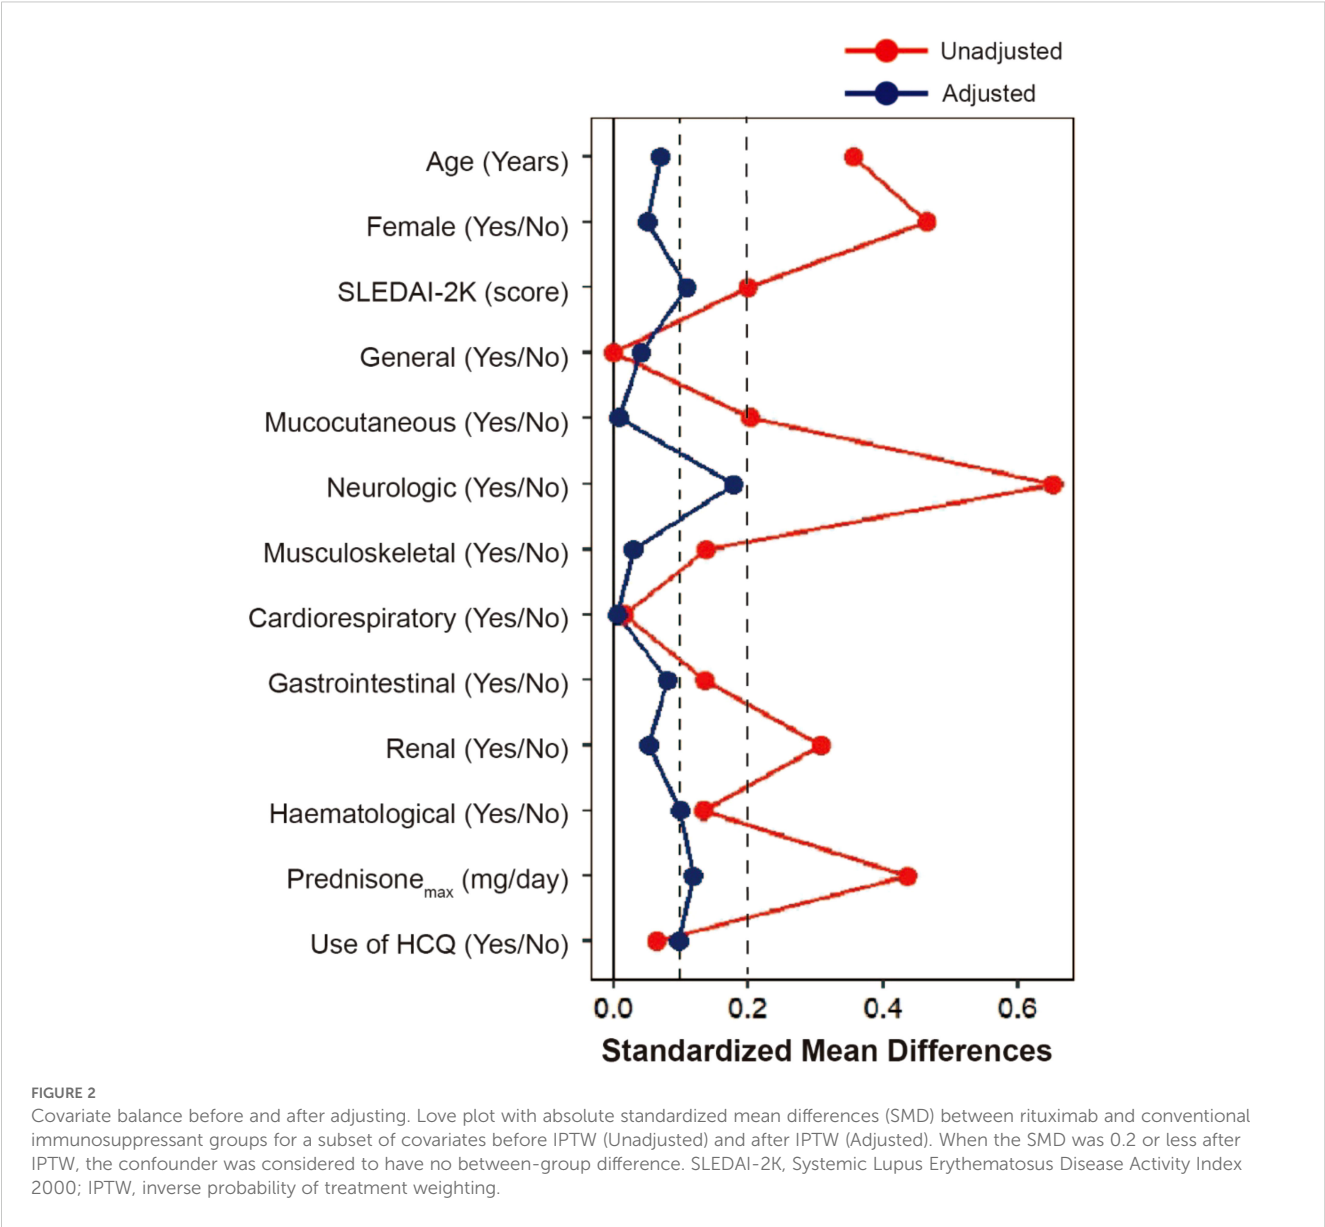 Unadjusted
Adjusted
Age (Years)
Female (Yes/No)
SLEDAI-2K (score)
General (Yes/No)
Mucocutaneous (Yes/No)
Neurologic (Yes/No)
Musculoskeletal (Yes/No)
Cardiorespiratory (Yes/No)
Gastrointestinal (Yes/No)
Renal (Yes/No)
Haematological (Yes/No)
Prednisonemax (mg/day)
Use of HCQ (Yes/No)
0.0 0.2 0.4 0.6
Standardized Mean Differences
FIGURE 2
Covariate balance before and after adjusting. Love plot with absolute standardized mean differences (SMD) between rituximab and conventional
immunosuppressant groups for a subset of covariates before IPTW (Unadjusted) and after IPTW (Adjusted). When the SMD was 0.2 or less after
IPTW, the confounder was considered to have no between-group difference. SLEDAI-2K, Systemic Lupus Erythematosus Disease Activity Index
2000; IPTW, inverse probability of treatment weighting.